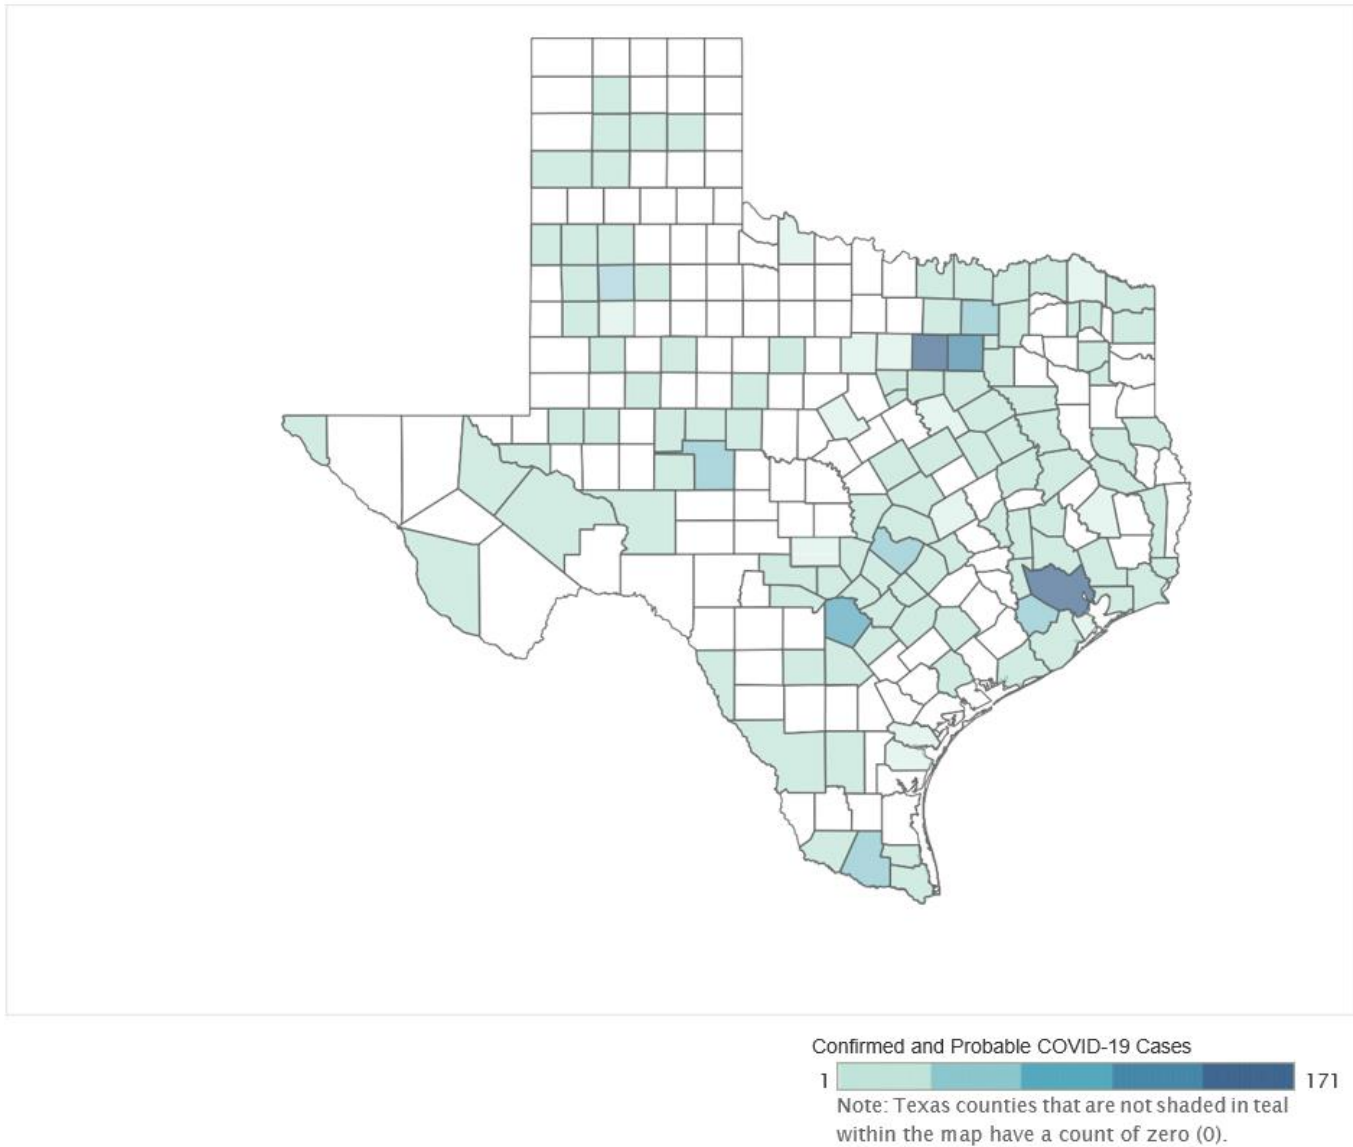 Confirmed and Probable COVID-19 Cases
1 171
Note: Texas counties that are not shaded in teal
within the map have a count of zero (0).